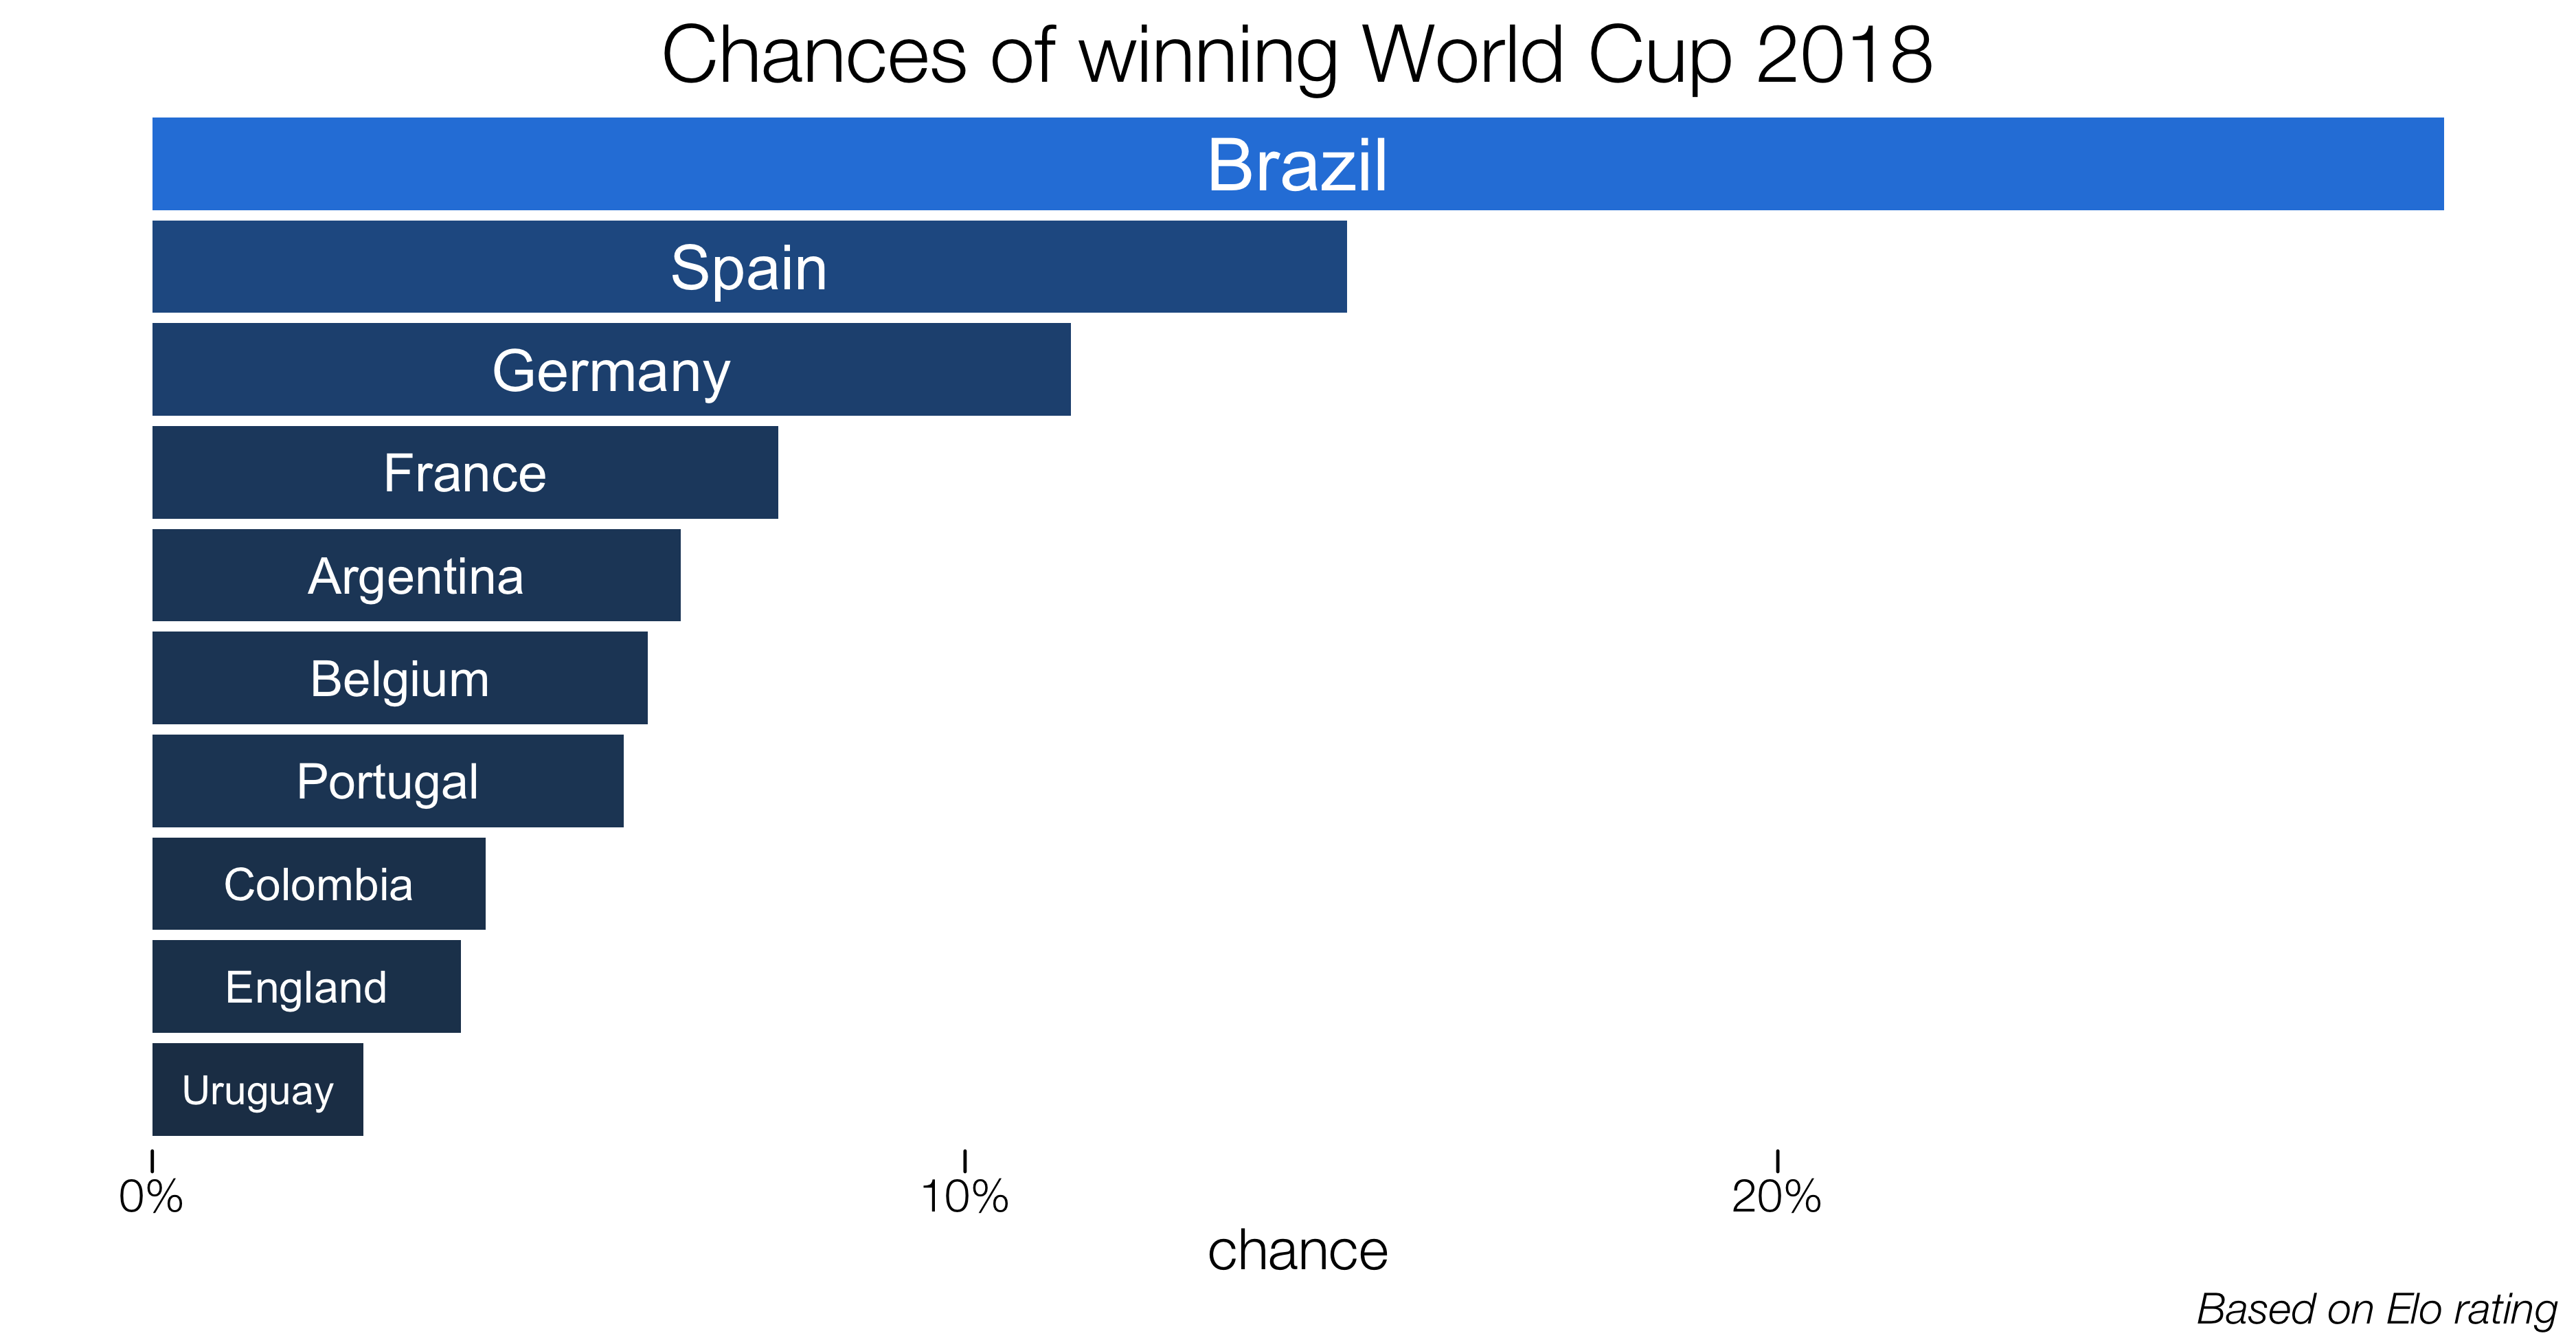 Chances of winning World Cup 2018
Brazil
Spain
Germany
France
Argentina
Belgium
Portugal
Colombia
England
Uruguay
0% 10% 20%
chance
Based on Elo rating